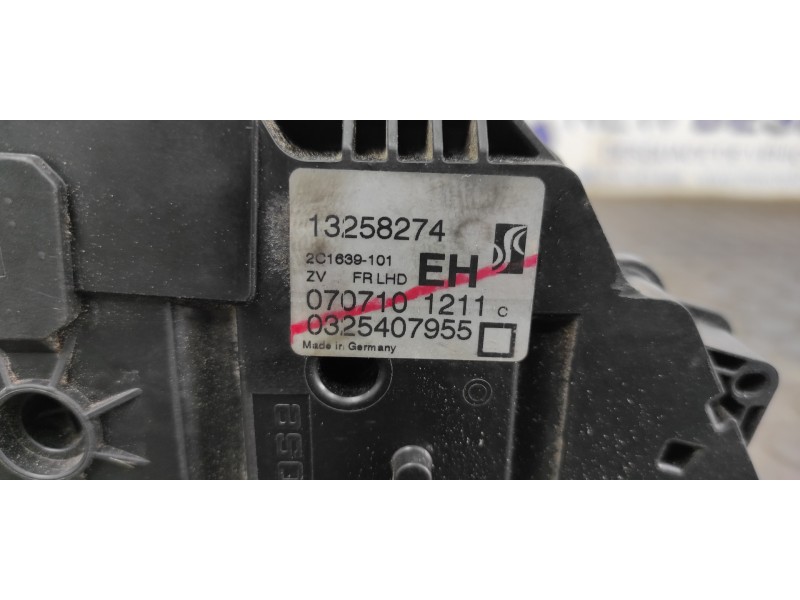 13258274
2C1639-101
ZV FR LHD EH
070710 1211 C
0325407955
Made in Germany